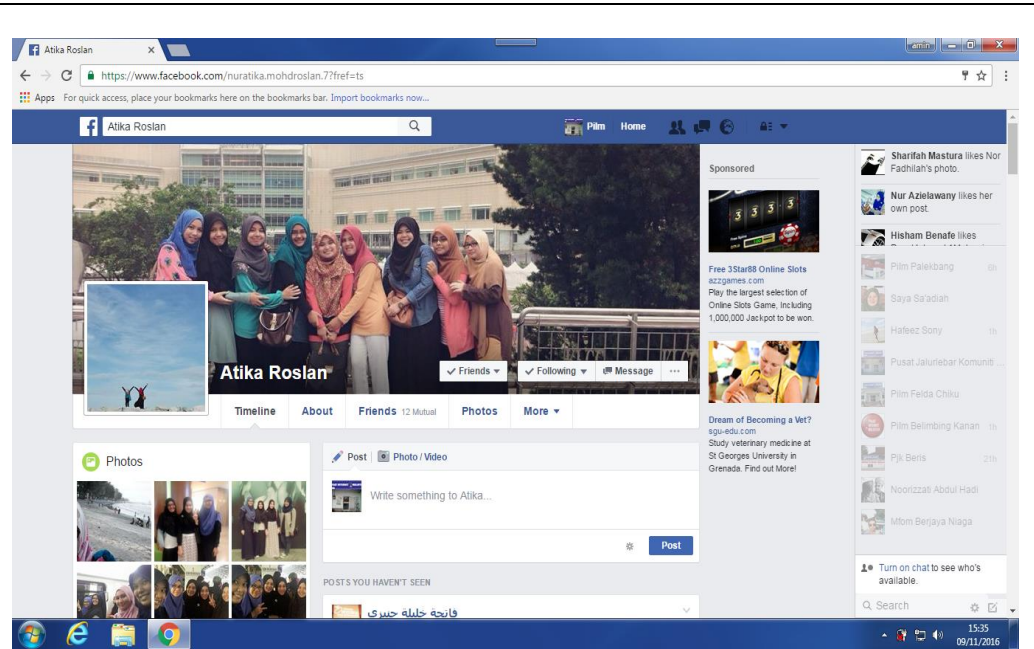 Atika Roslan
amin
https://www.facebook.com/nuratika.mohdroslan.7?fref=ts
Apps For quick access, place your bookmarks here on the bookmarks bar. Import bookmarks now...
Atika Roslan
Pilm Home
Atika Roslan
Friends
Following
Message
Timeline About Friends 12 Mutual Photos More
Photos
Post Photo / Video
Write something to Atika...
Post
POSTS YOU HAVEN'T SEEN
فاتحة خليلة جبيري
Sponsored
3 3 3 3
Free 3Star88 Online Slots
azzgames.com
Play the largest selection of
Online Slots Game, Including
1,000,000 Jackpot to be won.
Dream of Becoming a Vet?
sgu-edu.com
Study veterinary medicine at
St Georges University in
Grenada. Find out More!
Sharifah Mastura likes Nor
Fadhilah's photo.
Nur Azielawany likes her
own post.
Hisham Benafe likes
Pilm Palekbang 6h
Saya Sa'adiah
Hafeez Sony 1h
Pusat Jalurlebar Komuniti ...
Pilm Felda Chiku
Pilm Belimbing Kanan 1h
Pjk Beris 21h
Noorizzati Abdul Hadi
Mfom Berjaya Niaga
Turn on chat to see who's
available.
Search
15:35
09/11/2016